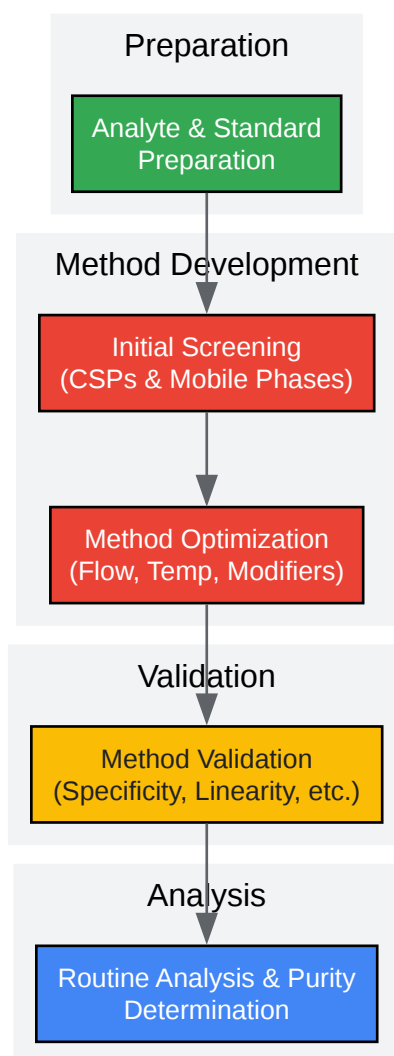 Preparation
Analyte & Standard
Preparation
Method Development
Initial Screening
(CSPs & Mobile Phases)
Method Optimization
(Flow, Temp, Modifiers)
Validation
Method Validation
(Specificity, Linearity, etc.)
Analysis
Routine Analysis & Purity
Determination